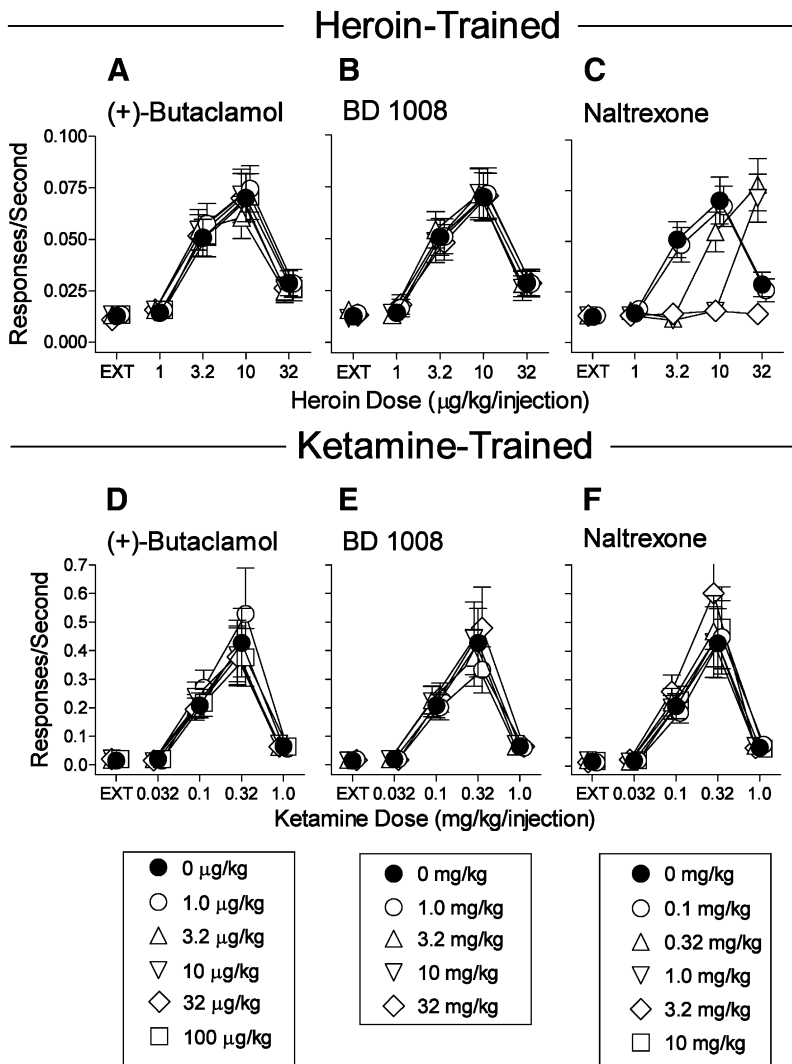 Heroin-Trained
A B C
(+)-Butaclamol BD 1008 Naltrexone
Responses/Second
0.100
0.075
0.050
0.025
0.000
EXT 1 3.2 10 32 EXT 1 3.2 10 32 EXT 1 3.2 10 32
Heroin Dose (μg/kg/injection)
Ketamine-Trained
D E F
(+)-Butaclamol BD 1008 Naltrexone
Responses/Second
0.7
0.6
0.5
0.4
0.3
0.2
0.1
0.0
EXT 0.032 0.1 0.32 1.0 EXT 0.032 0.1 0.32 1.0 EXT 0.032 0.1 0.32 1.0
Ketamine Dose (mg/kg/injection)
0 μg/kg
1.0 μg/kg
3.2 μg/kg
10 μg/kg
32 μg/kg
100 μg/kg
0 mg/kg
1.0 mg/kg
3.2 mg/kg
10 mg/kg
32 mg/kg
0 mg/kg
0.1 mg/kg
0.32 mg/kg
1.0 mg/kg
3.2 mg/kg
10 mg/kg